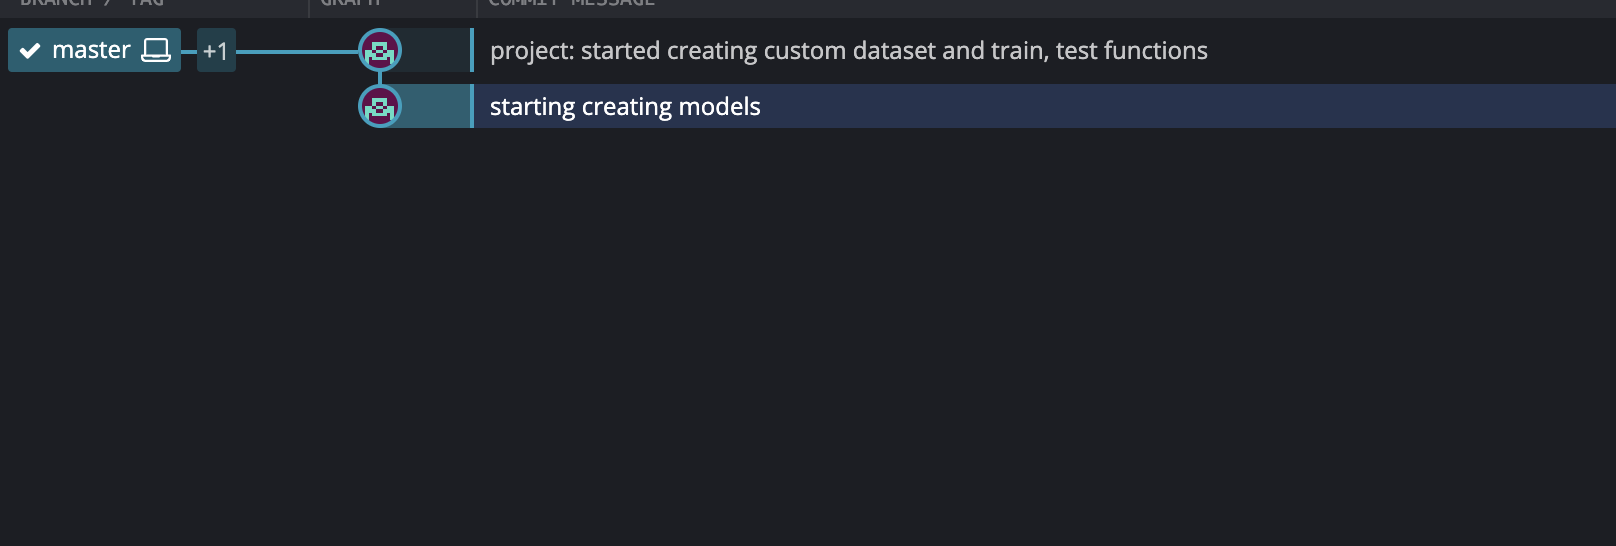 BRANCH / TAG GRAPH COMMIT MESSAGE
master +1 project: started creating custom dataset and train, test functions
starting creating models